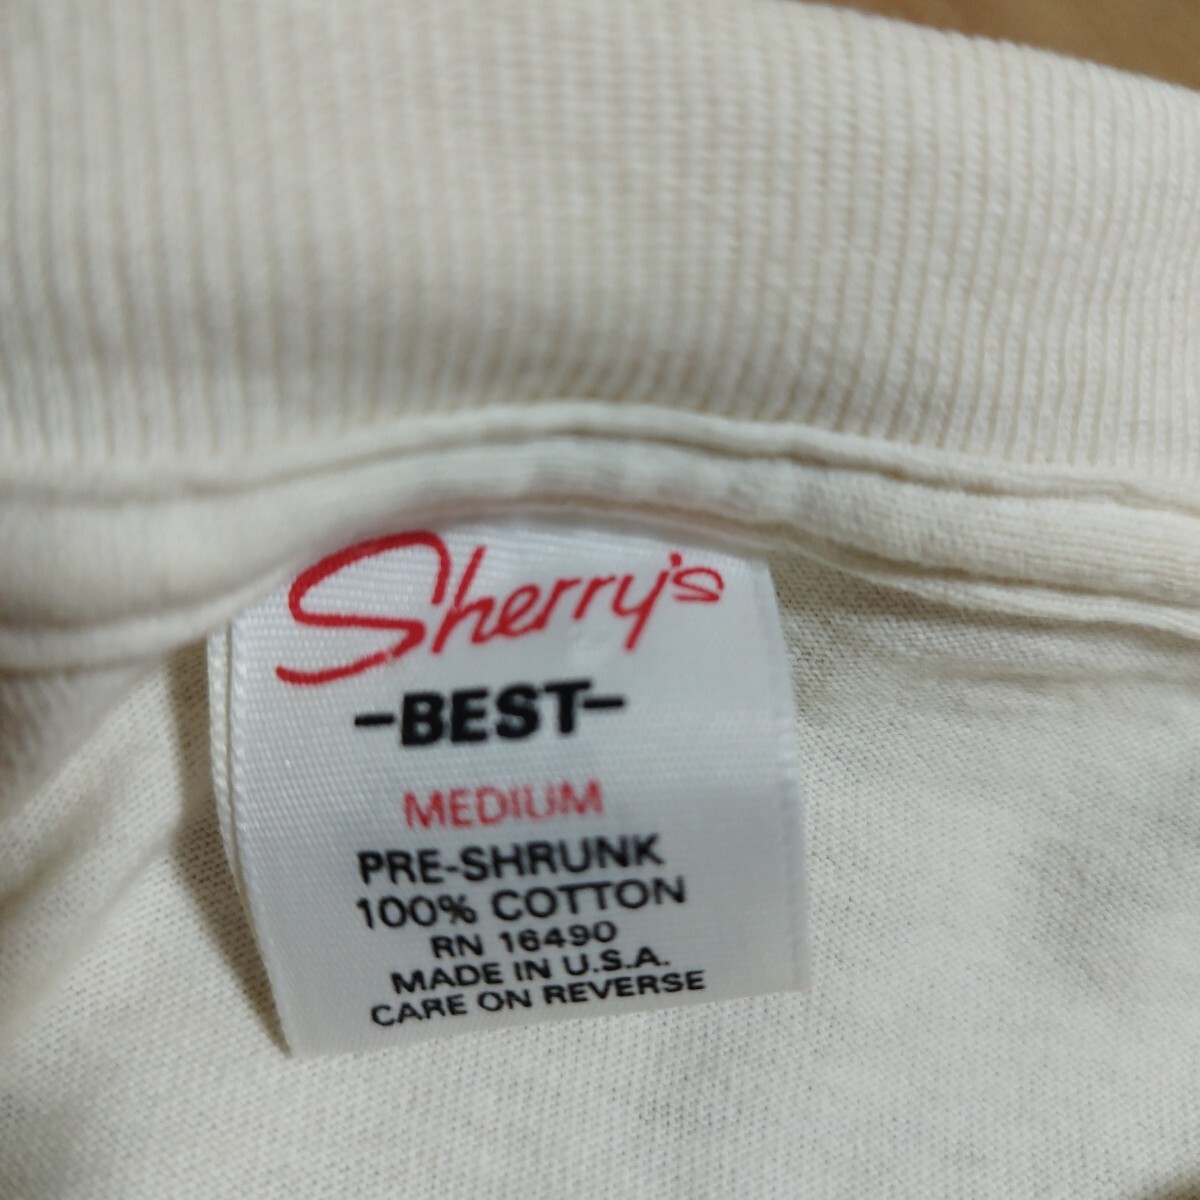 Sherry's
-BEST-
MEDIUM
PRE-SHRUNK
100% COTTON
RN 16490
MADE IN U.S.A.
CARE ON REVERSE